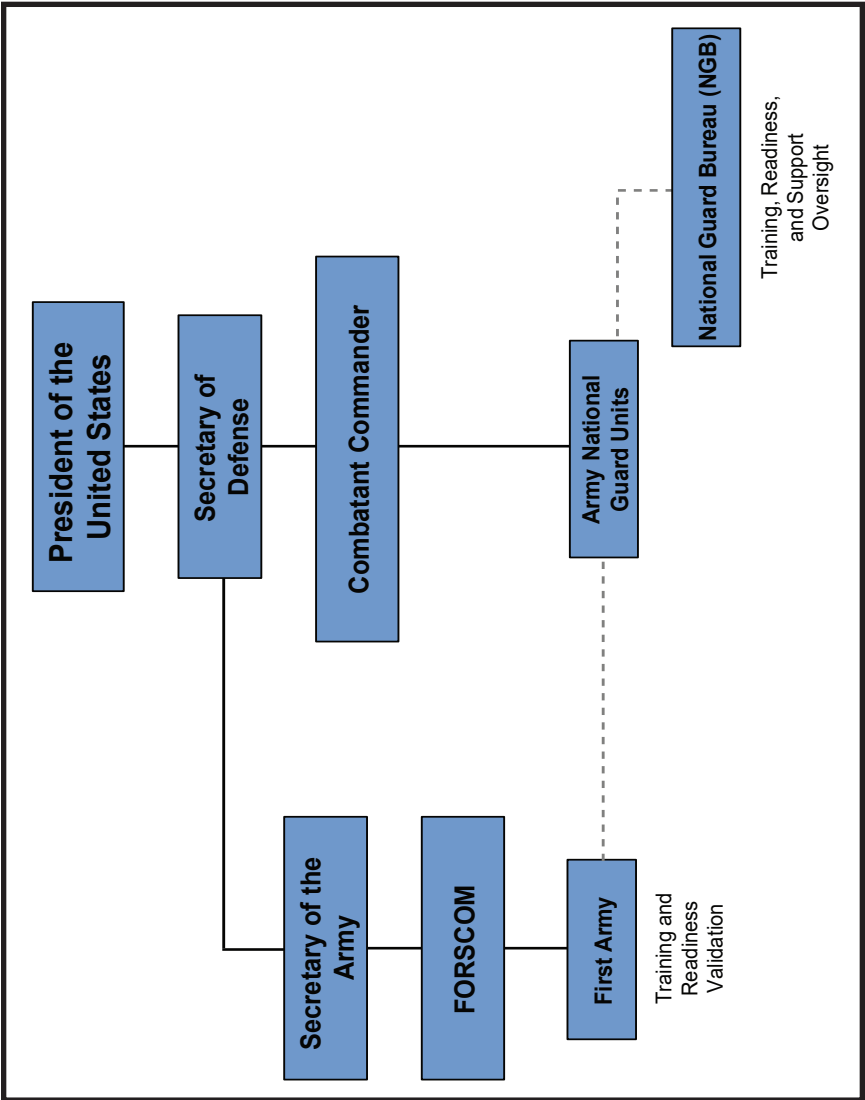 President of the
United States
Secretary of
Defense
Secretary of the
Army
Combatant Commander
FORSCOM
First Army
Army National
Guard Units
National Guard Bureau (NGB)
Training and
Readiness
Validation
Training, Readiness,
and Support
Oversight